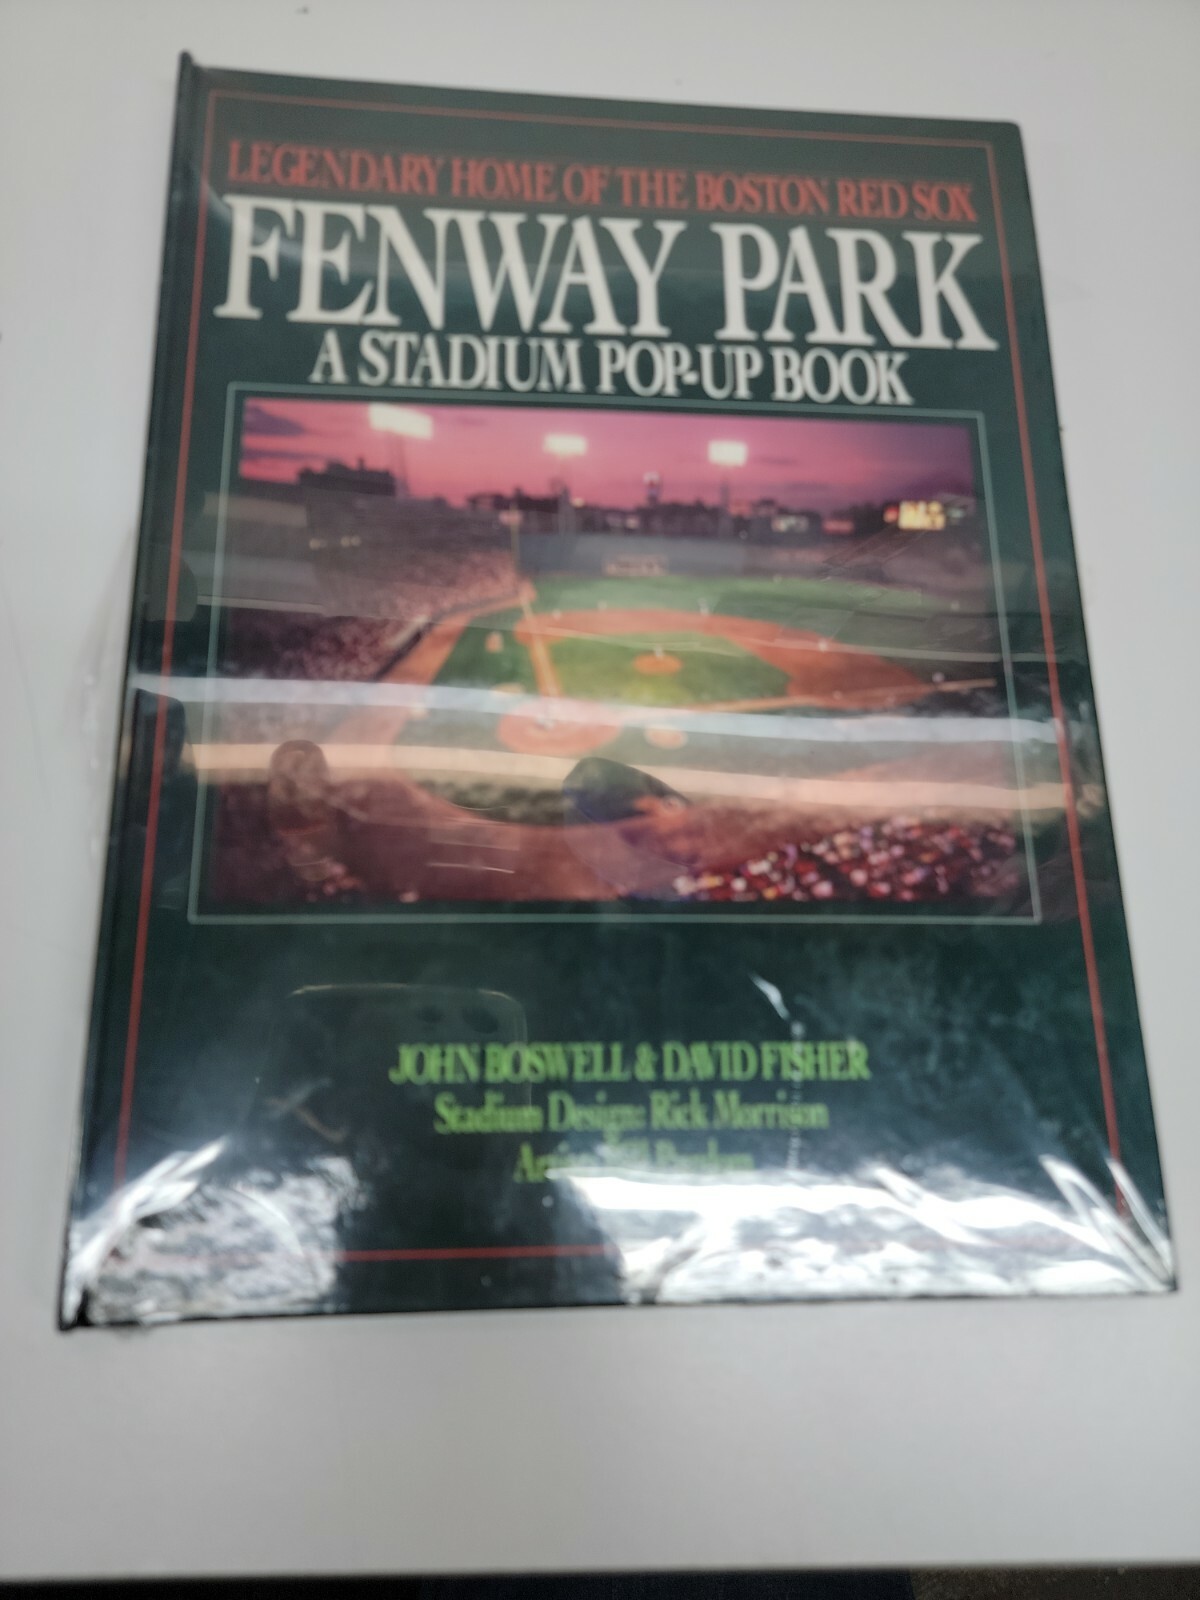 LEGENDARY HOME OF THE BOSTON RED SOX
FENWAY PARK
A STADIUM POP-UP BOOK
JOHN BOSWELL & DAVID FISHER
Stadium Design: Rick Morrison